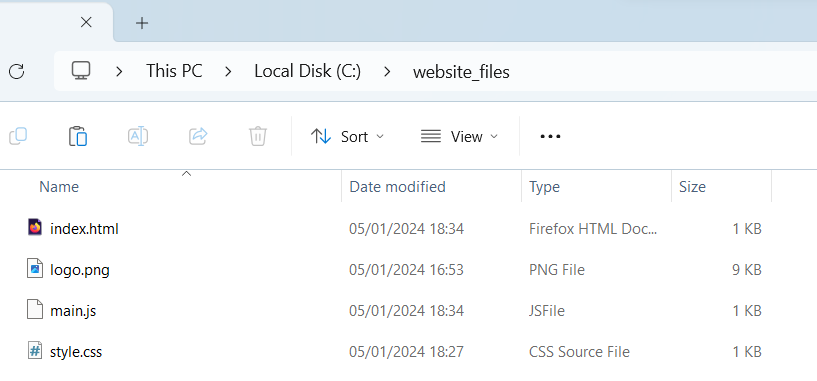 This PC Local Disk (C:) website_files
Sort View
Name Date modified Type Size
index.html 05/01/2024 18:34 Firefox HTML Doc... 1 KB
logo.png 05/01/2024 16:53 PNG File 9 KB
main.js 05/01/2024 18:34 JSFile 1 KB
style.css 05/01/2024 18:27 CSS Source File 1 KB